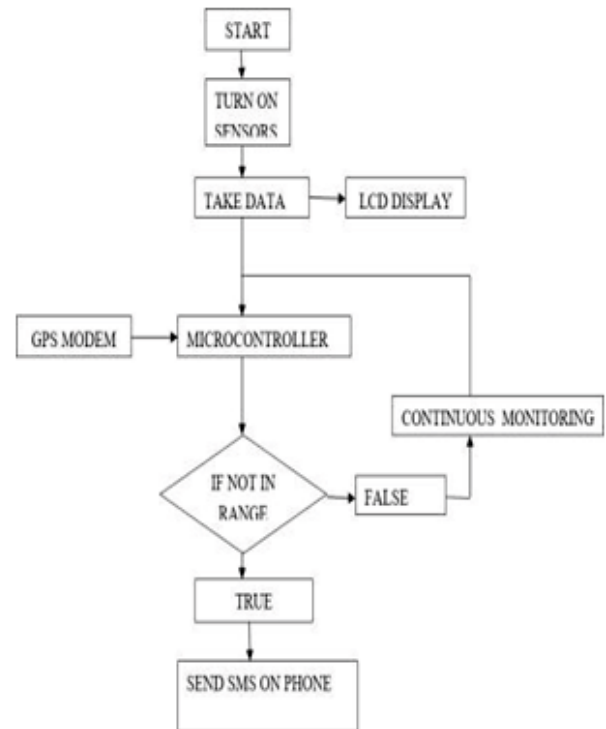 START
TURN ON
SENSORS
TAKE DATA
LCD DISPLAY
GPS MODEM
MICROCONTROLLER
CONTINUOUS MONITORING
IF NOT IN
RANGE
FALSE
TRUE
SEND SMS ON PHONE